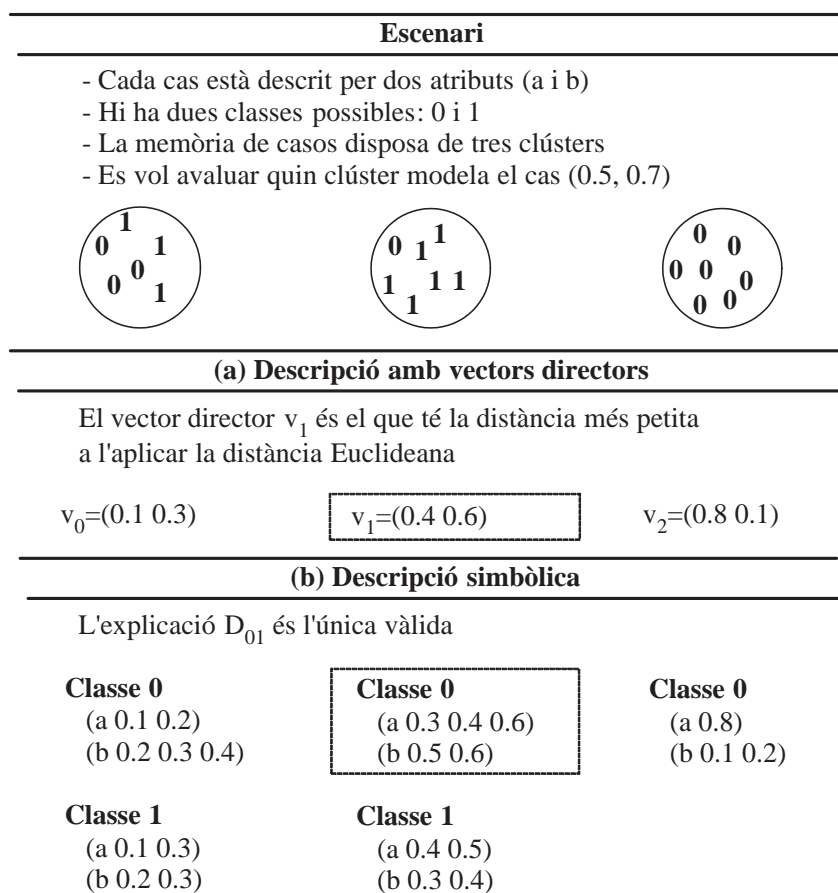 Escenari
- Cada cas està descrit per dos atributs (a i b)
- Hi ha dues classes possibles: 0 i 1
- La memòria de casos disposa de tres clústers
- Es vol avaluar quin clúster modela el cas (0.5, 0.7)
1 0 1 0 0 1
0 1 1 1 1 1 1
0 0 0 0 0 0 0
(a) Descripció amb vectors directors
El vector director v1 és el que té la distància més petita
a l'aplicar la distància Euclideana
v0=(0.1 0.3) v1=(0.4 0.6) v2=(0.8 0.1)
(b) Descripció simbòlica
L'explicació D01 és l'única vàlida
Classe 0 Classe 0 Classe 0
(a 0.1 0.2) (a 0.3 0.4 0.6) (a 0.8)
(b 0.2 0.3 0.4) (b 0.5 0.6) (b 0.1 0.2)
Classe 1 Classe 1
(a 0.1 0.3) (a 0.4 0.5)
(b 0.2 0.3) (b 0.3 0.4)